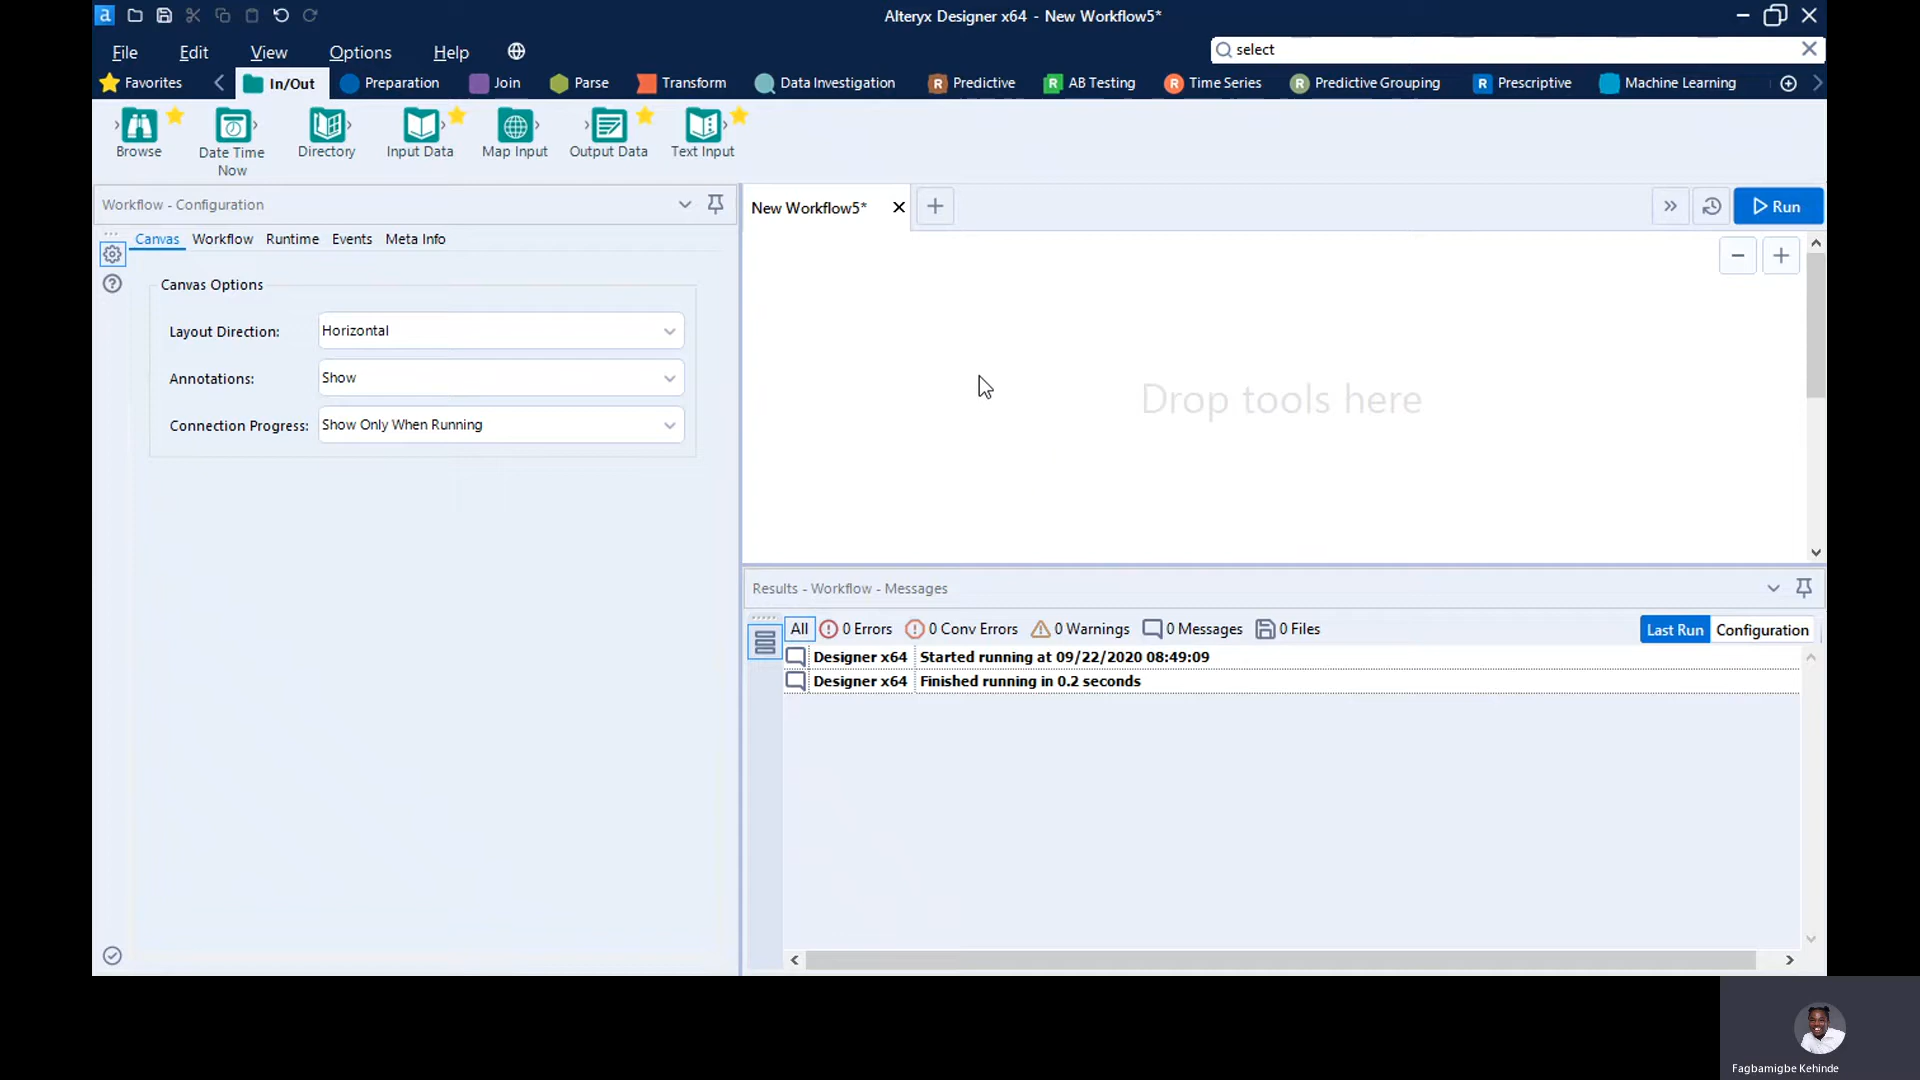 a
Alteryx Designer x64 - New Workflow5*
File Edit View Options Help
select
Favorites In/Out Preparation Join Parse Transform Data Investigation R Predictive R AB Testing R Time Series R Predictive Grouping R Prescriptive Machine Learning
Browse Date Time Now Directory Input Data Map Input Output Data Text Input
Workflow - Configuration
New Workflow5*
Run
Canvas Workflow Runtime Events Meta Info
Canvas Options
Layout Direction: Horizontal
Annotations: Show
Connection Progress: Show Only When Running
Drop tools here
Results - Workflow - Messages
All 0 Errors 0 Conv Errors 0 Warnings 0 Messages 0 Files Last Run Configuration
Designer x64 Started running at 09/22/2020 08:49:09
Designer x64 Finished running in 0.2 seconds
Fagbamigbe Kehinde